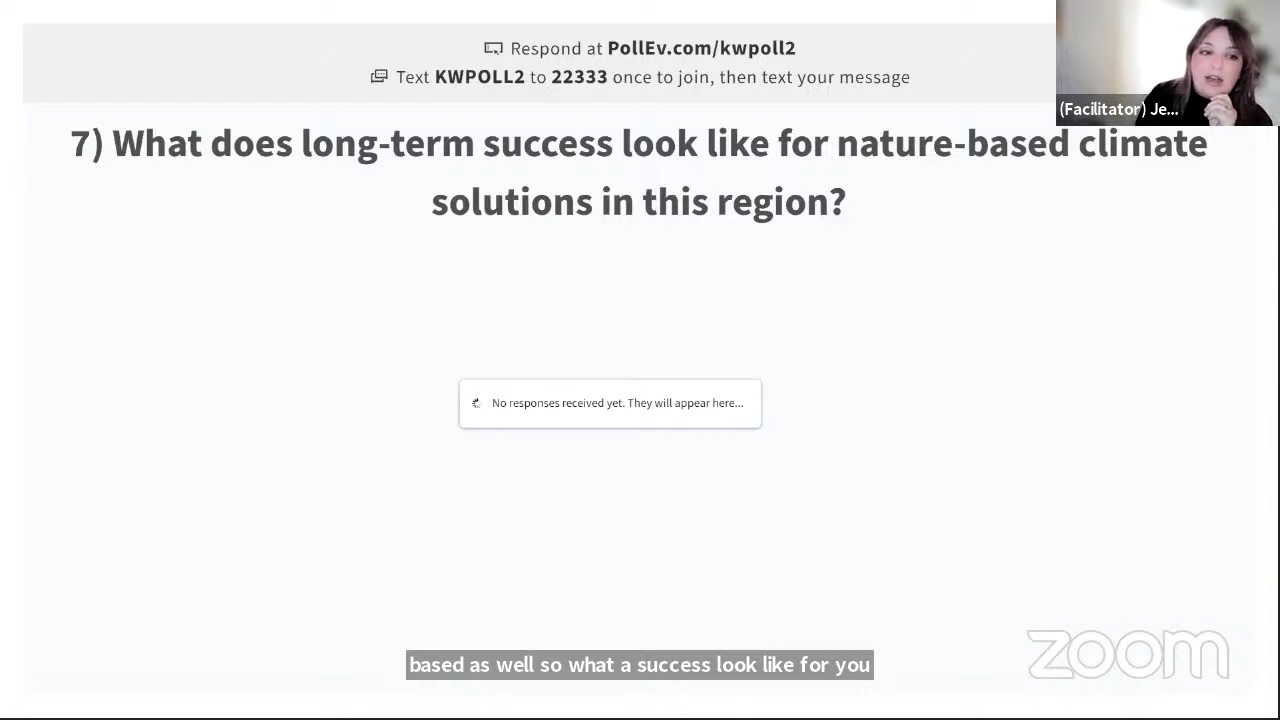 Respond at PollEv.com/kwpoll2
Text KWPOLL2 to 22333 once to join, then text your message
(Facilitator) Je...
7) What does long-term success look like for nature-based climate
solutions in this region?
No responses received yet. They will appear here...
based as well so what a success look like for you
zoom